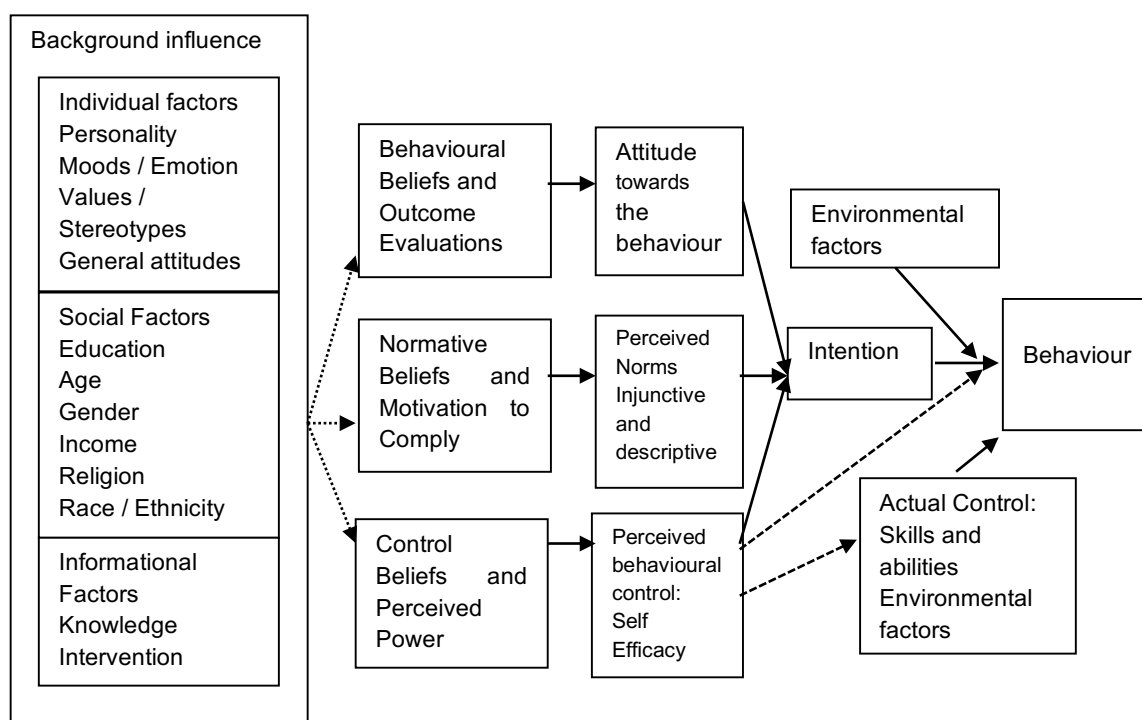 Background influence
Individual factors
Personality
Moods / Emotion
Values /
Stereotypes
General attitudes
Social Factors
Education
Age
Gender
Income
Religion
Race / Ethnicity
Informational
Factors
Knowledge
Intervention
Behavioural
Beliefs and
Outcome
Evaluations
Normative
Beliefs and
Motivation to
Comply
Control
Beliefs and
Perceived
Power
Attitude
towards
the
behaviour
Perceived
Norms
Injunctive
and
descriptive
Perceived
behavioural
control:
Self
Efficacy
Environmental
factors
Intention
Behaviour
Actual Control:
Skills and
abilities
Environmental
factors